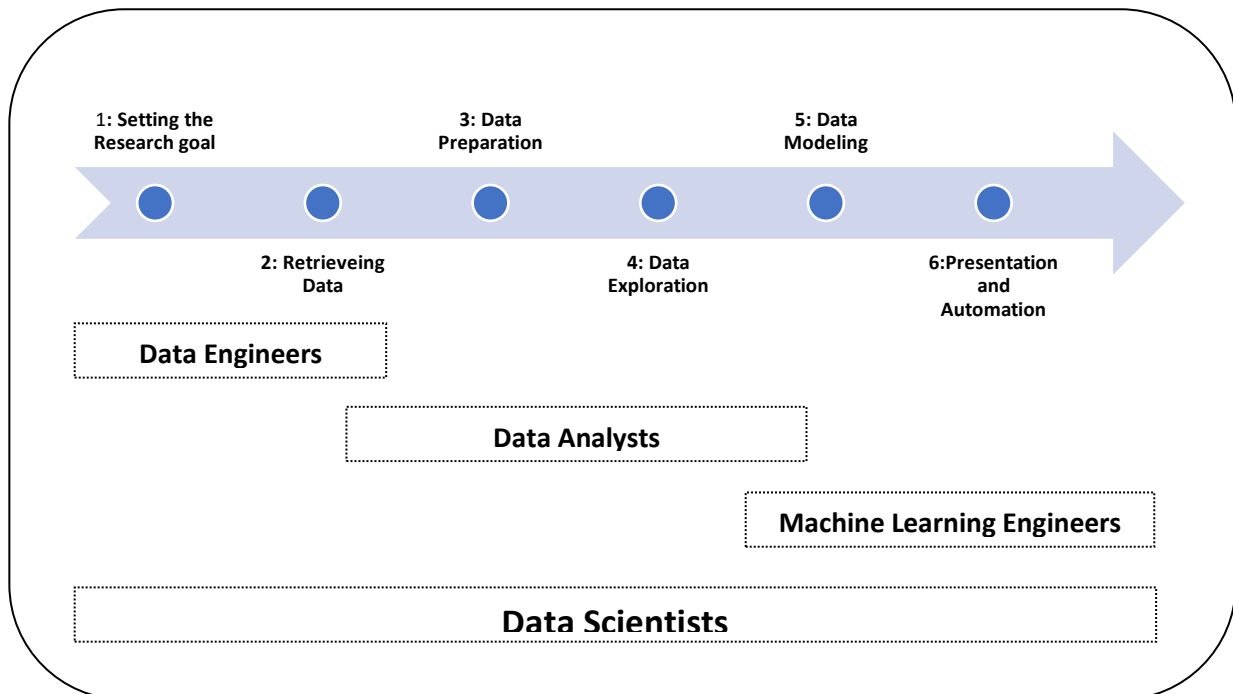 1: Setting the
Research goal
3: Data
Preparation
5: Data
Modeling
2: Retrieveing
Data
4: Data
Exploration
6:Presentation
and
Automation
Data Engineers
Data Analysts
Machine Learning Engineers
Data Scientists